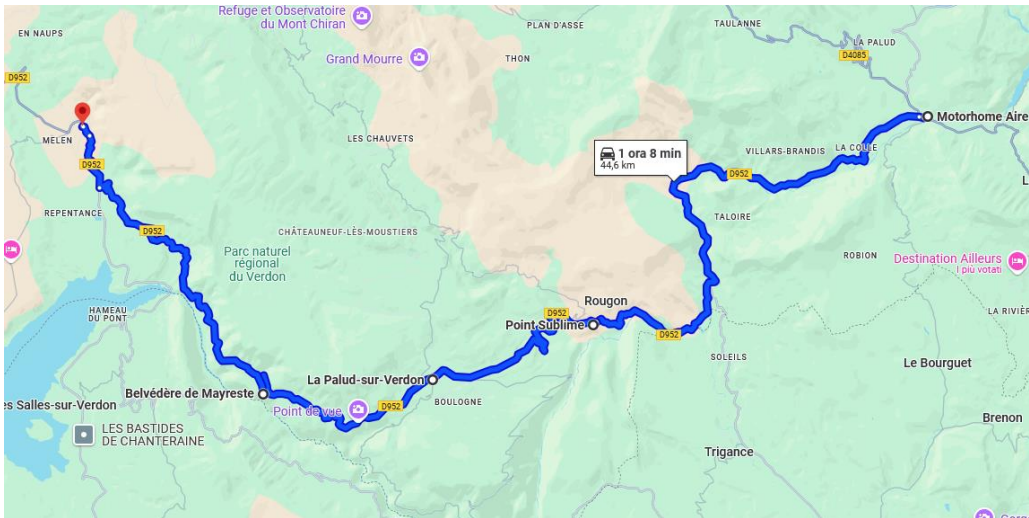 Refuge et Observatoire
du Mont Chiran
EN NAUPS
PLAN D'ASSE
TAULANNE
LA PALUD
D4085
Grand Mourre
THON
D952
MELEN
LES CHAUVETS
Motorhome Aire
1 ora 8 min
44,6 km
VILLARS-BRANDIS
LA COLLE
D952
D952
REPENTANCE
D952
CHÂTEAUNEUF-LÈS-MOUSTIERS
TALOIRE
Parc naturel
régional
du Verdon
ROBION
Destination Ailleurs
I più votati
HAMEAU
DU PONT
Rougon
D952
Point Sublime
D952
LA RIVIÈR
SOLEILS
Le Bourguet
La Palud-sur-Verdon
Belvédère de Mayreste
BOULOGNE
es Salles-sur-Verdon
Point de vue
D952
Brenon
LES BASTIDES
DE CHANTERAINE
Trigance